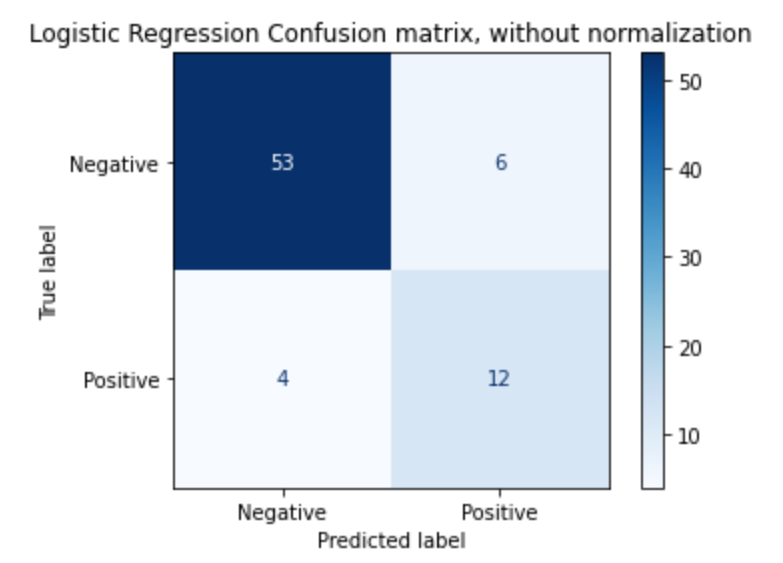 Logistic Regression Confusion matrix, without normalization
Negative
53
6
Positive
4
12
Negative
Positive
Predicted label
True label
50
40
30
20
10